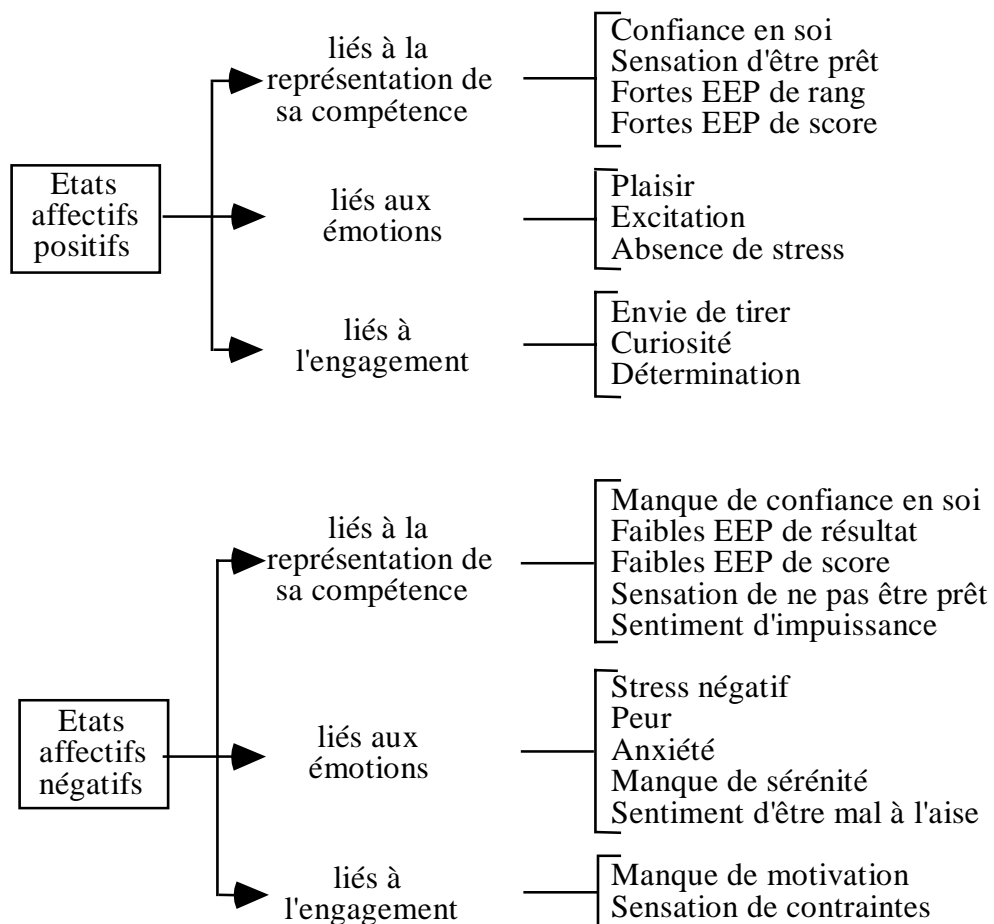 Etats
affectifs
positifs
liés à la
représentation de
sa compétence
Confiance en soi
Sensation d'être prêt
Fortes EEP de rang
Fortes EEP de score
liés aux
émotions
Plaisir
Excitation
Absence de stress
liés à
l'engagement
Envie de tirer
Curiosité
Détermination
Etats
affectifs
négatifs
liés à la
représentation de
sa compétence
Manque de confiance en soi
Faibles EEP de résultat
Faibles EEP de score
Sensation de ne pas être prêt
Sentiment d'impuissance
liés aux
émotions
Stress négatif
Peur
Anxiété
Manque de sérénité
Sentiment d'être mal à l'aise
liés à
l'engagement
Manque de motivation
Sensation de contraintes